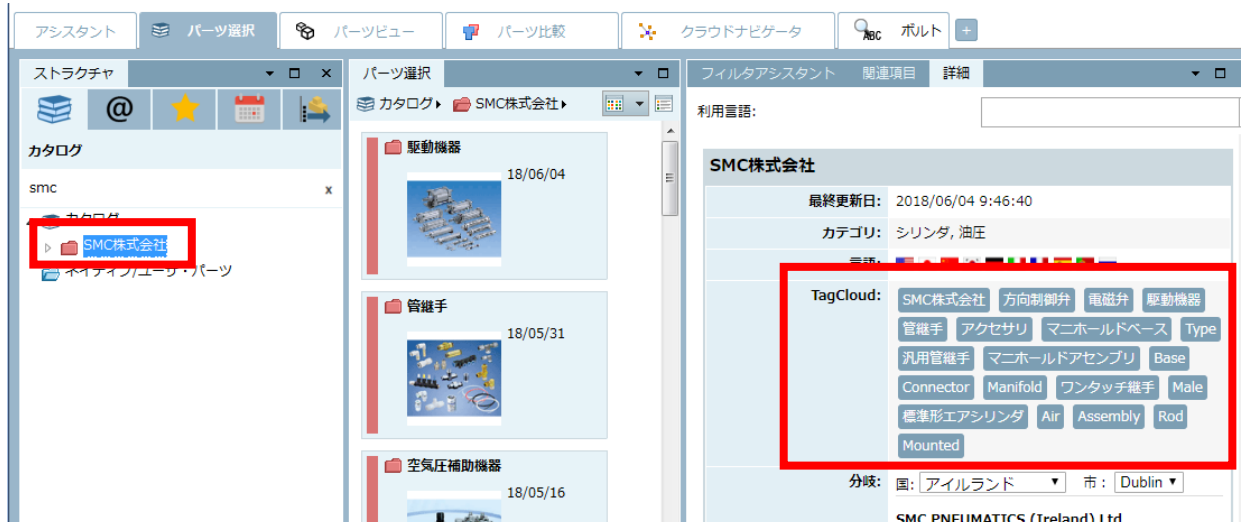 アシスタント
パーツ選択
パーツビュー
パーツ比較
クラウドナビゲータ
ABC ボルト +
ストラクチャ
@
カタログ
smc x
カタログ
SMC株式会社
ネイティブ/ユーザ・パーツ
パーツ選択
カタログ SMC株式会社
駆動機器
18/06/04
管継手
18/05/31
空気圧補助機器
18/05/16
フィルタアシスタント 関連項目 詳細
利用言語:
SMC株式会社
最終更新日: 2018/06/04 9:46:40
カテゴリ: シリンダ, 油圧
言語:
TagCloud: SMC株式会社 方向制御弁 電磁弁 駆動機器
管継手 アクセサリ マニホールドベース Type
汎用管継手 マニホールドアセンブリ Base
Connector Manifold ワンタッチ継手 Male
標準形エアシリンダ Air Assembly Rod
Mounted
分岐: 国: アイルランド 市: Dublin
SMC PNEUMATICS (Ireland) Ltd